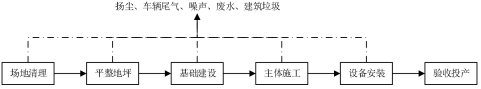 扬尘、车辆尾气、噪声、废水、建筑垃圾
场地清理 平整地坪 基础建设 主体施工 设备安装 验收投产